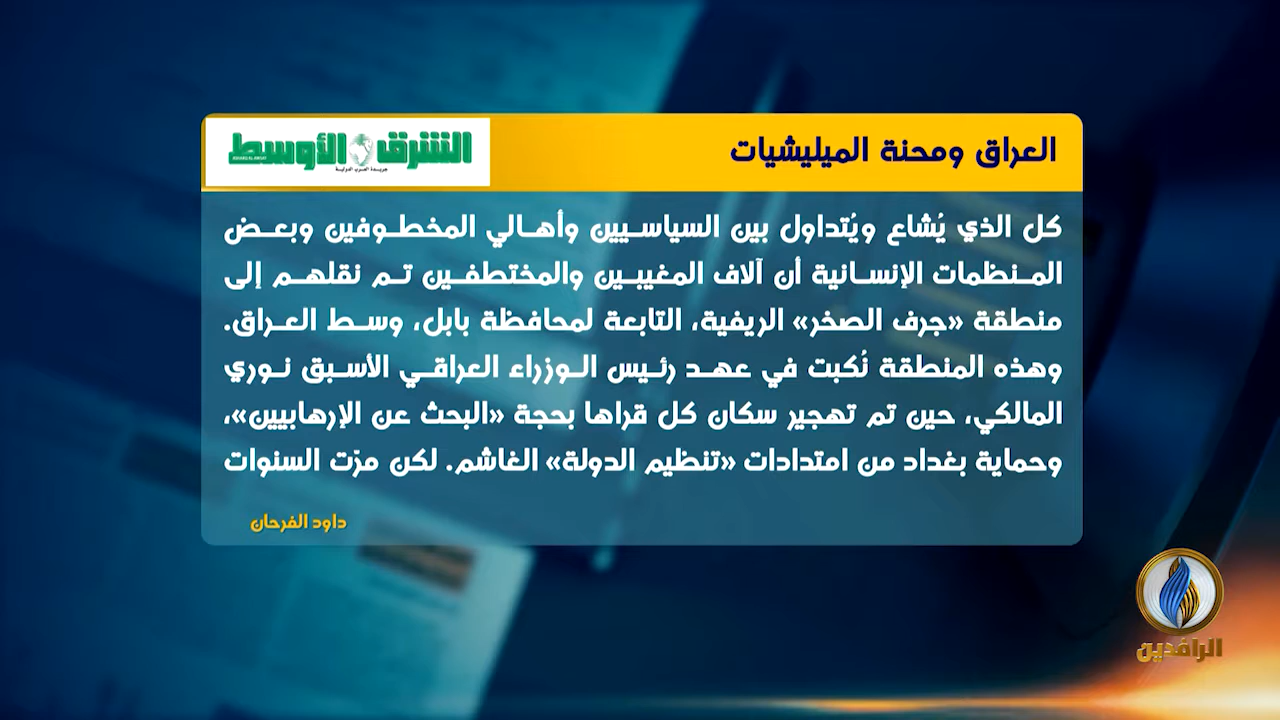 العراق ومحنة الميليشيات
الشرق الأوسط
جريدة العرب الدولية
كل الذي يُشاع ويُتداول بين السياسيين وأهالي المخطوفين وبعض
المنظمات الإنسانية أن آلاف المغيبين والمختطفين تم نقلهم إلى
منطقة «جرف الصخر» الريفية، التابعة لمحافظة بابل، وسط العراق.
وهذه المنطقة نُكبت في عهد رئيس الوزراء العراقي الأسبق نوري
المالكي، حين تم تهجير سكان كل قراها بحجة «البحث عن الإرهابيين»،
وحماية بغداد من امتدادات «تنظيم الدولة» الغاشم. لكن مرّت السنوات
داود الفرحان
الرافدين